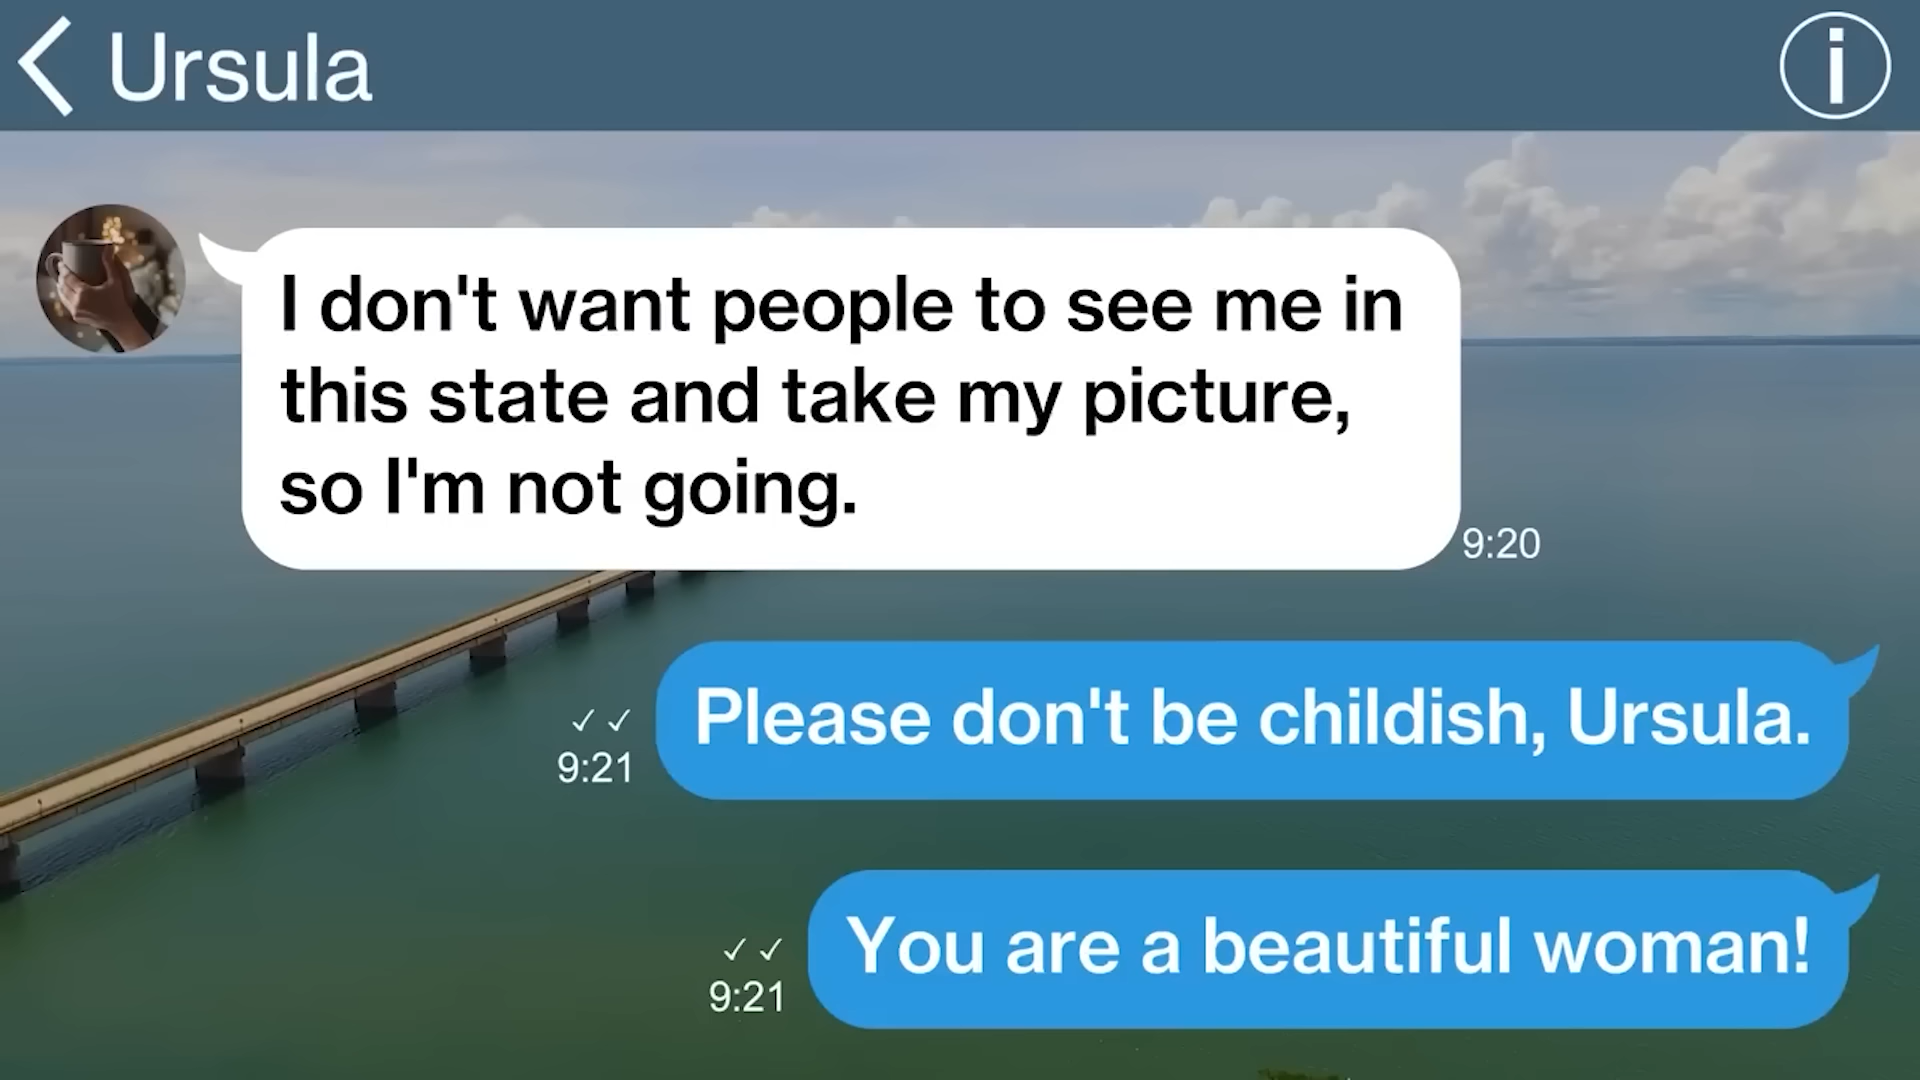 Ursula
I don't want people to see me in
this state and take my picture,
so I'm not going.
9:20
Please don't be childish, Ursula.
9:21
You are a beautiful woman!
9:21